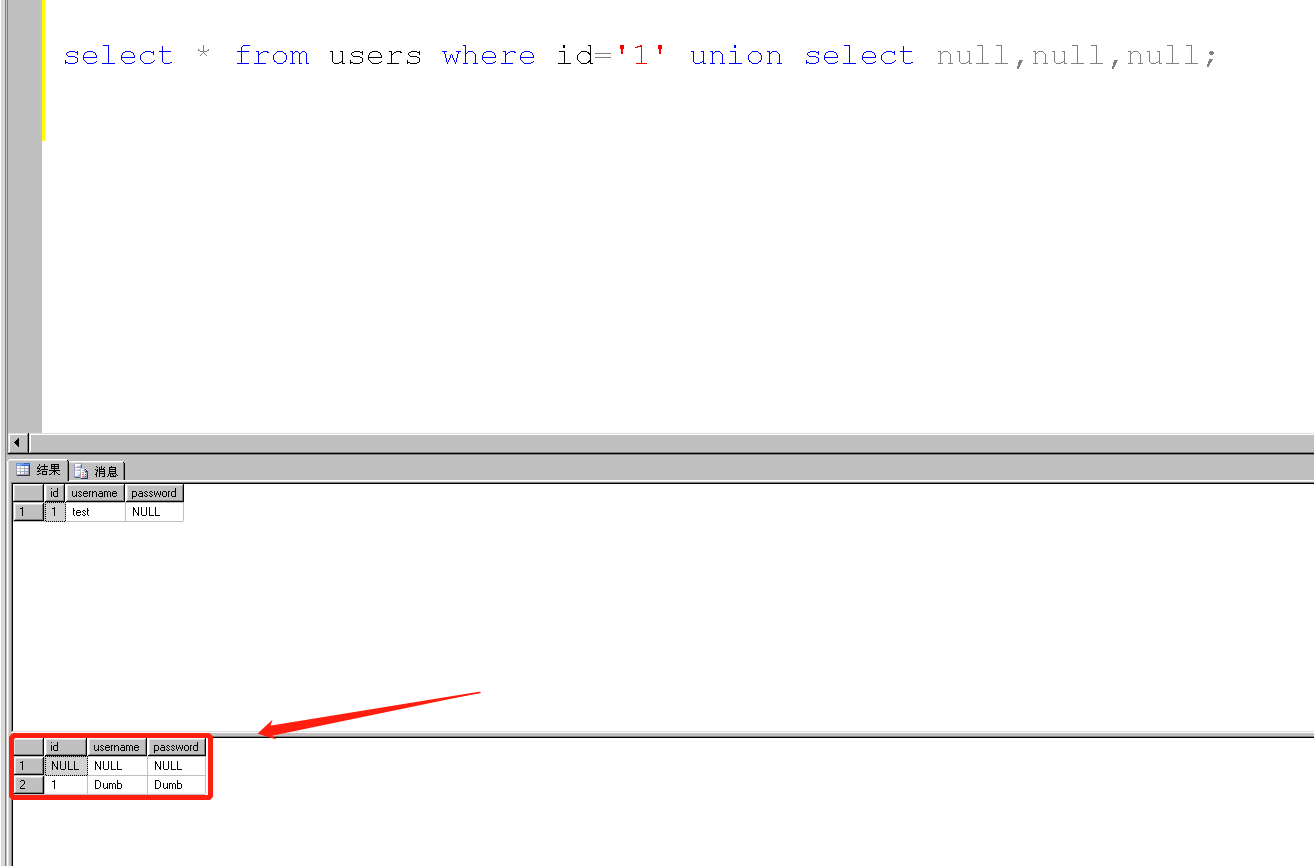 select * from users where id='1' union select null,null,null;
结果 消息
id username password
1 1 test NULL
id username password
1 NULL NULL NULL
2 1 Dumb Dumb